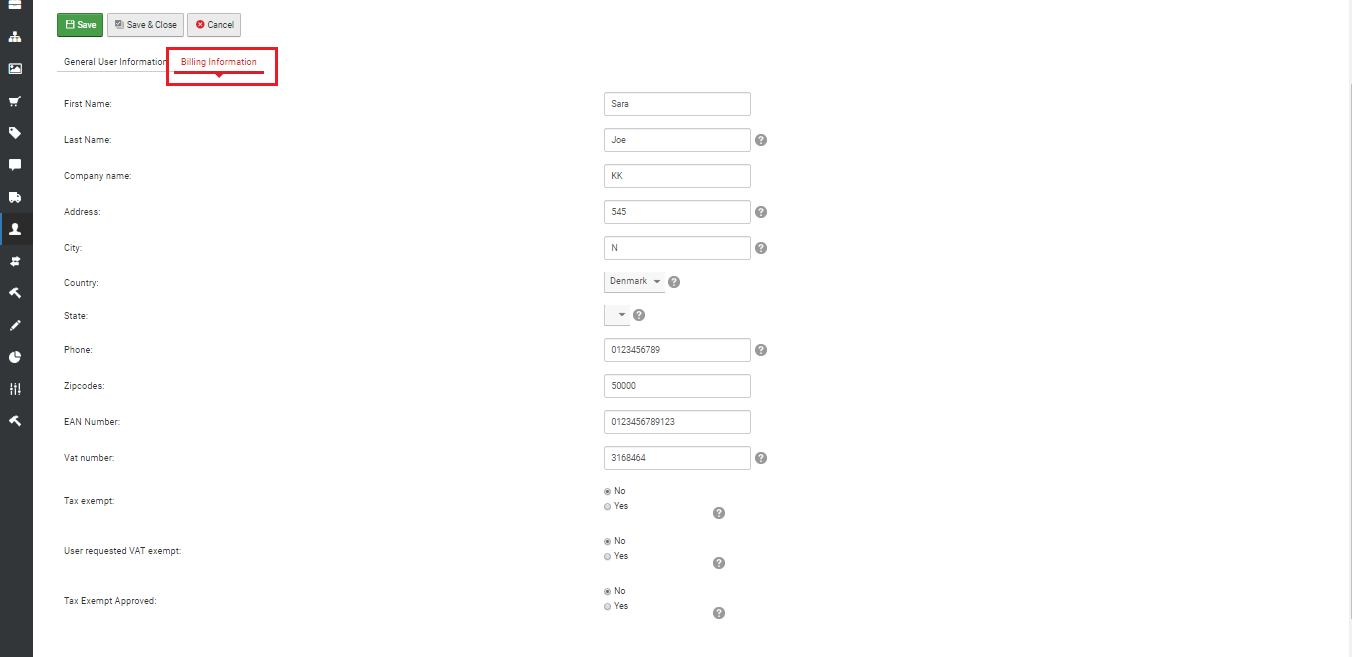 Save Save & Close Cancel
General User Information Billing Information
First Name: Sara
Last Name: Joe
Company name: KK
Address: 545
City: N
Country: Denmark
State:
Phone: 0123456789
Zipcodes: 50000
EAN Number: 0123456789123
Vat number: 3168464
Tax exempt: No
Yes
User requested VAT exempt: No
Yes
Tax Exempt Approved: No
Yes